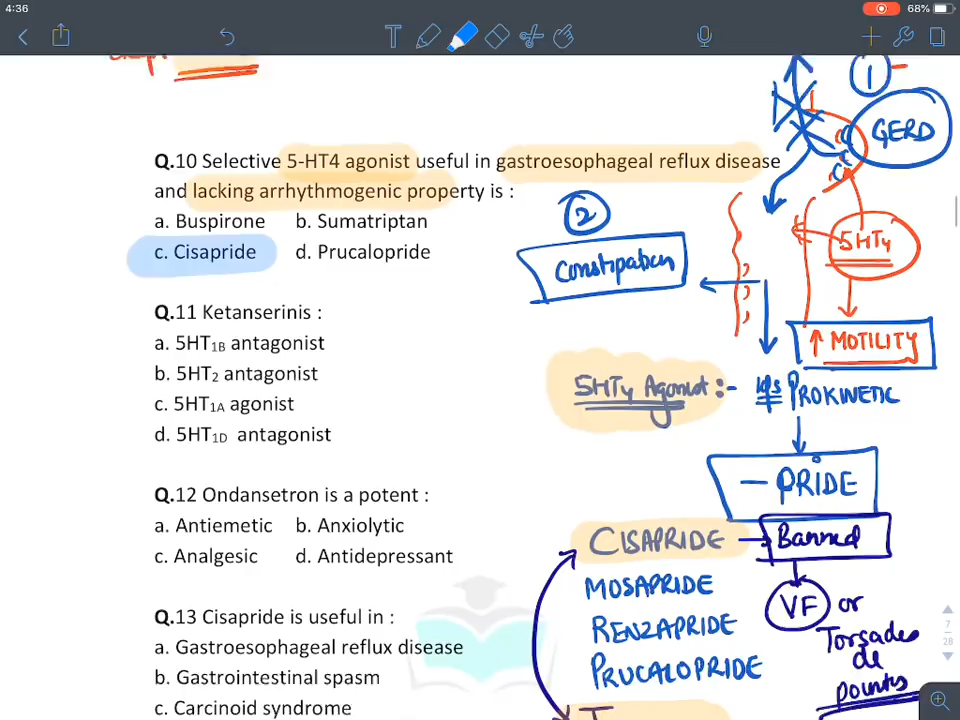 4:36
68%
T
①
GERD
Q.10 Selective 5-HT4 agonist useful in gastroesophageal reflux disease
and lacking arrhythmogenic property is :
a. Buspirone b. Sumatriptan
c. Cisapride d. Prucalopride
②
Constipation
5HT4
↑ MOTILITY
Q.11 Ketanserinis :
a. 5HT1B antagonist
b. 5HT2 antagonist
c. 5HT1A agonist
d. 5HT1D antagonist
5HT4 Agonist :-
PROKINETIC
– PRIDE
Q.12 Ondansetron is a potent :
a. Antiemetic b. Anxiolytic
c. Analgesic d. Antidepressant
CISAPRIDE
Banned
MOSAPRIDE
RENZAPRIDE
PRUCALOPRIDE
VF or
Torsades
de
pointes
Q.13 Cisapride is useful in :
a. Gastroesophageal reflux disease
b. Gastrointestinal spasm
c. Carcinoid syndrome
7
28